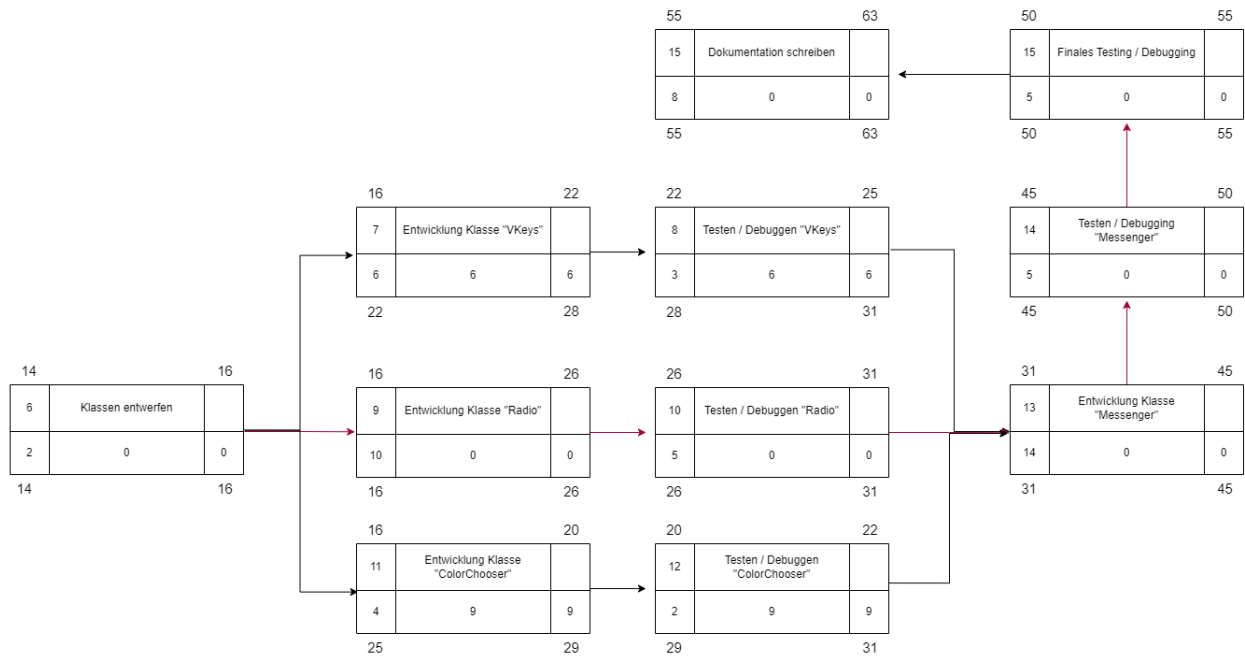 55 63
15 Dokumentation schreiben
8 0 0
55 63
50 55
15 Finales Testing / Debugging
5 0 0
50 55
16 22
7 Entwicklung Klasse "VKeys"
6 6 6
22 28
22 25
8 Testen / Debuggen "VKeys"
3 6 6
28 31
45 50
14 Testen / Debugging
"Messenger"
5 0 0
45 50
14 16
6 Klassen entwerfen
2 0 0
14 16
16 26
9 Entwicklung Klasse "Radio"
10 0 0
16 26
26 31
10 Testen / Debuggen "Radio"
5 0 0
26 31
31 45
13 Entwicklung Klasse
"Messenger"
14 0 0
31 45
16 20
11 Entwicklung Klasse
"ColorChooser"
4 9 9
25 29
20 22
12 Testen / Debuggen
"ColorChooser"
2 9 9
29 31